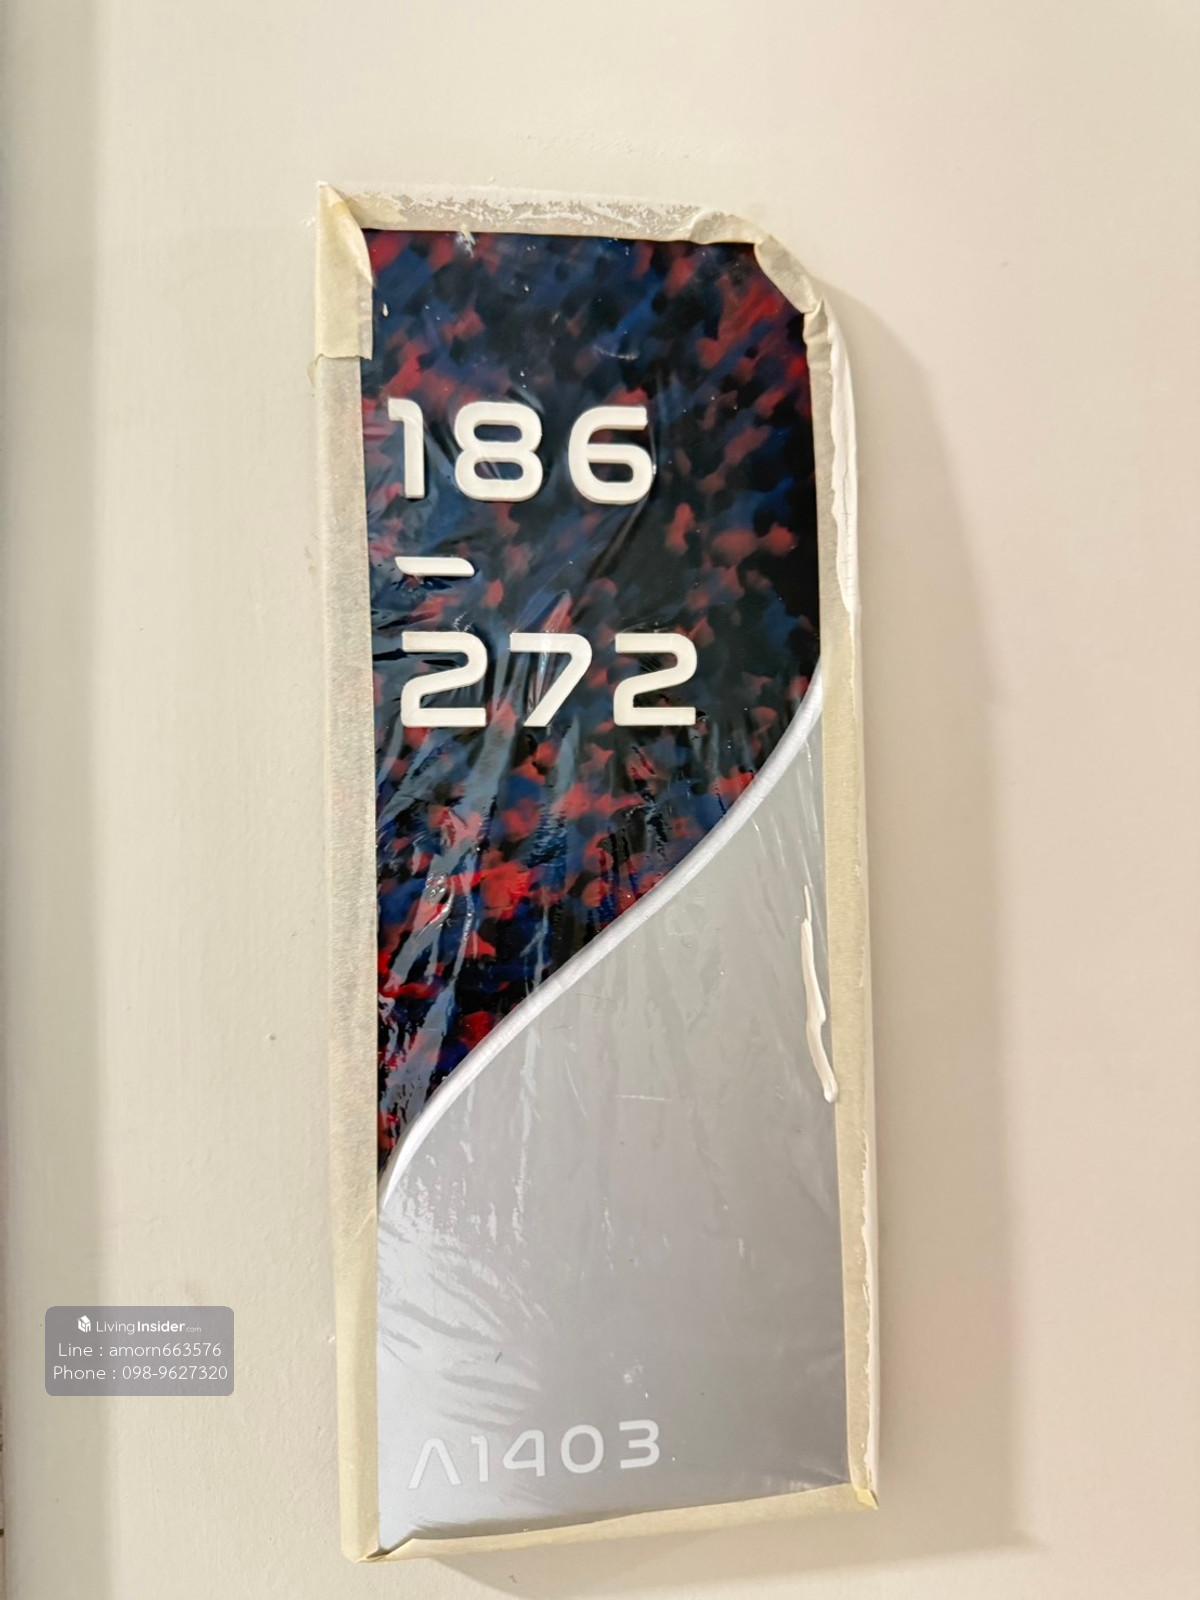 186
–
272
LivingInsider.com
Line : amorn663576
Phone : 098-9627320
A1403